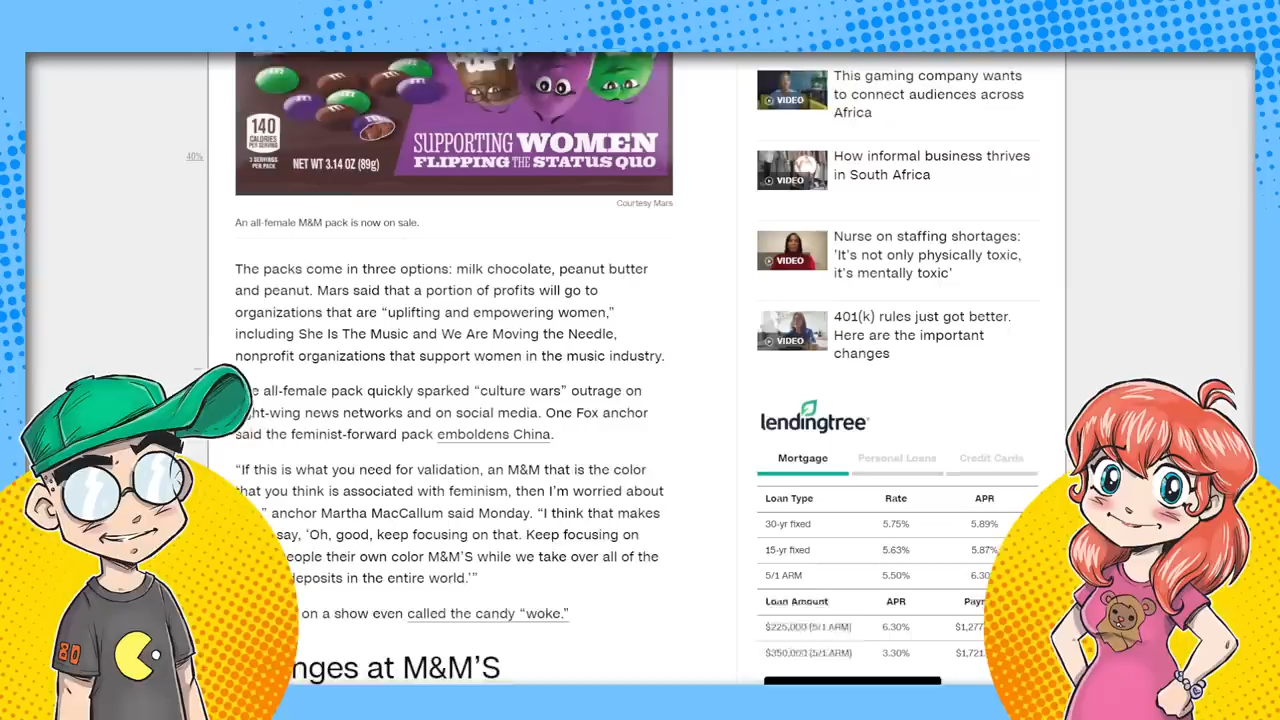 140
CALORIES
PER SERVING
3 SERVINGS
PER PACK
NET WT 3.14 OZ (89g)
SUPPORTING WOMEN
FLIPPING THE STATUS QUO
40%
Courtesy Mars
An all-female M&M pack is now on sale.
The packs come in three options: milk chocolate, peanut butter
and peanut. Mars said that a portion of profits will go to
organizations that are “uplifting and empowering women,”
including She Is The Music and We Are Moving the Needle,
nonprofit organizations that support women in the music industry.
all-female pack quickly sparked “culture wars” outrage on
news networks and on social media. One Fox anchor
said the feminist-forward pack emboldens China.
“If this is what you need for validation, an M&M that is the color
that you think is associated with feminism, then I’m worried about
anchor Martha MacCallum said Monday. “I think that makes
say, ‘Oh, good, keep focusing on that. Keep focusing on
people their own color M&M’S while we take over all of the
deposits in the entire world.’”
on a show even called the candy “woke.”
at M&M’S
VIDEO
This gaming company wants
to connect audiences across
Africa
VIDEO
How informal business thrives
in South Africa
VIDEO
Nurse on staffing shortages:
‘It’s not only physically toxic,
it’s mentally toxic’
VIDEO
401(k) rules just got better.
Here are the important
changes
lendingtree
Mortgage Personal Loans Credit Cards
Loan Type Rate APR
30-yr fixed 5.75% 5.89%
15-yr fixed 5.63% 5.87%
5/1 ARM 5.50%
Loan Amount APR
$225,000 (5/1 ARM) 6.30%
$350,000 (5/1 ARM) 3.30%
80